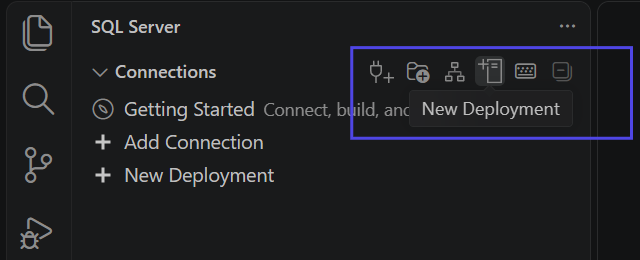 SQL Server
Connections
Getting Started Connect, build, and
New Deployment
Add Connection
New Deployment